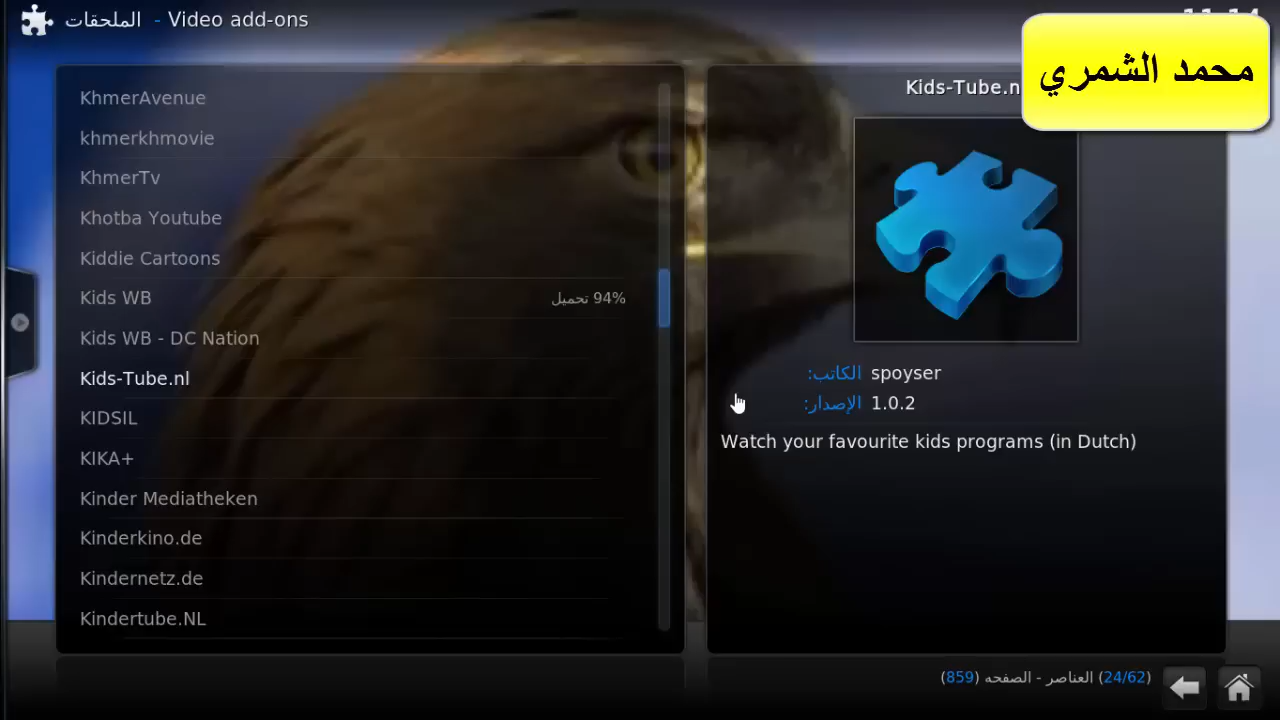 الملحقات - Video add-ons
محمد الشمري
KhmerAvenue
khmerkhmovie
KhmerTv
Khotba Youtube
Kiddie Cartoons
Kids WB
94% تحميل
Kids WB - DC Nation
Kids-Tube.nl
KIDSIL
KIKA+
Kinder Mediatheken
Kinderkino.de
Kindernetz.de
Kindertube.NL
Kids-Tube.n
الكاتب: spoyser
الإصدار: 1.0.2
Watch your favourite kids programs (in Dutch)
(859) العناصر - الصفحه (24/62)